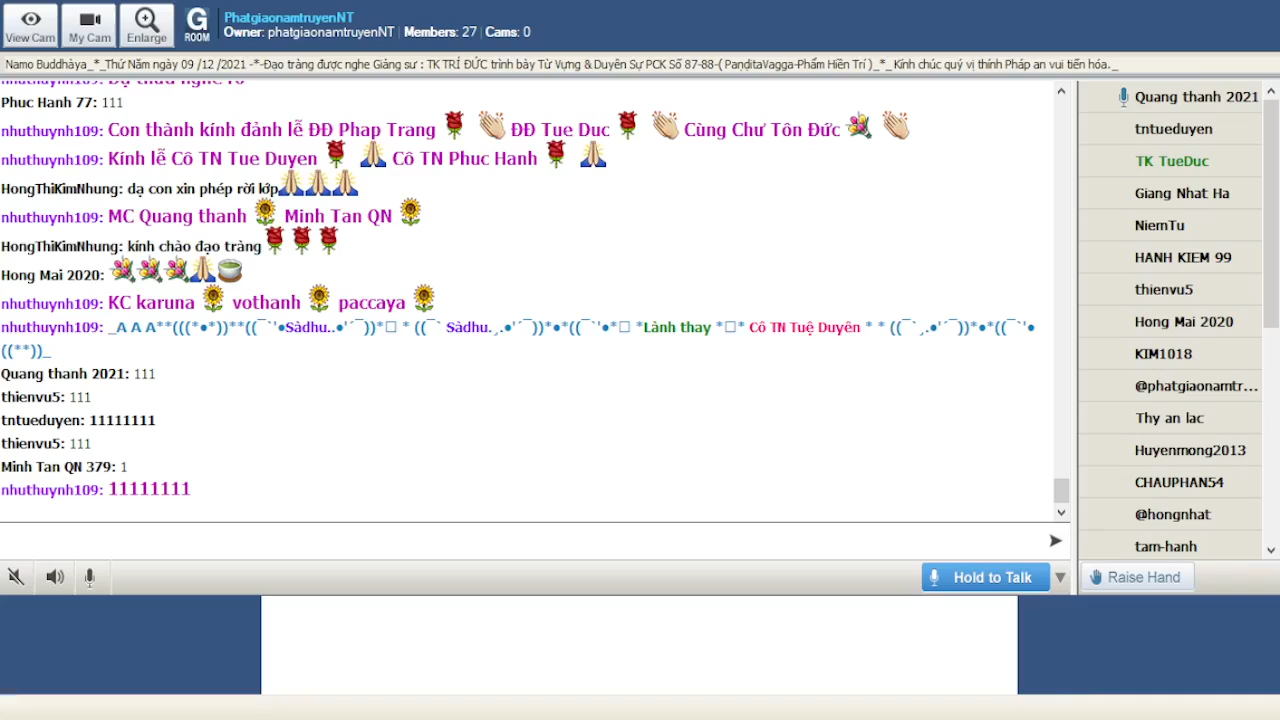 View Cam
My Cam
Enlarge
G
ROOM
PhatgiaonamtruyenNT
Owner: phatgiaonamtruyenNT | Members: 27 | Cams: 0
Namo Buddhàya_*_Thứ Năm ngày 09 /12 /2021 -*-Đạo tràng được nghe Giảng sư : TK TRÍ ĐỨC trình bày Từ Vựng & Duyên Sự PCK Số 87-88-( PaṇḍitaVagga-Phẩm Hiền Trí )_*_ Kính chúc quý vị thính Pháp an vui tiến hóa._
Phuc Hanh 77: 111
nhuthuynh109: Con thành kính đảnh lễ ĐĐ Phap Trang ĐĐ Tue Duc Cùng Chư Tôn Đức
nhuthuynh109: Kính lễ Cô TN Tue Duyen Cô TN Phuc Hanh
HongThiKimNhung: dạ con xin phép rời lớp
nhuthuynh109: MC Quang thanh Minh Tan QN
HongThiKimNhung: kính chào đạo tràng
Hong Mai 2020:
nhuthuynh109: KC karuna vothanh paccaya
nhuthuynh109: _A A A**(((*•*))**((¯`'•Sàdhu..•'´¯))*▯ * ((¯` Sàdhu.¸.•'´¯))*•*((¯`'•*▯ *Lành thay *▯* Cô TN Tuệ Duyên * * ((¯`¸.•'´¯))*•*((¯`'•
((**))_
Quang thanh 2021: 111
thienvu5: 111
tntueduyen: 11111111
thienvu5: 111
Minh Tan QN 379: 1
nhuthuynh109: 11111111
Hold to Talk
Quang thanh 2021
tntueduyen
TK TueDuc
Giang Nhat Ha
NiemTu
HANH KIEM 99
thienvu5
Hong Mai 2020
KIM1018
@phatgiaonamtr...
Thy an lac
Huyenmong2013
CHAUPHAN54
@hongnhat
tam-hanh
Raise Hand